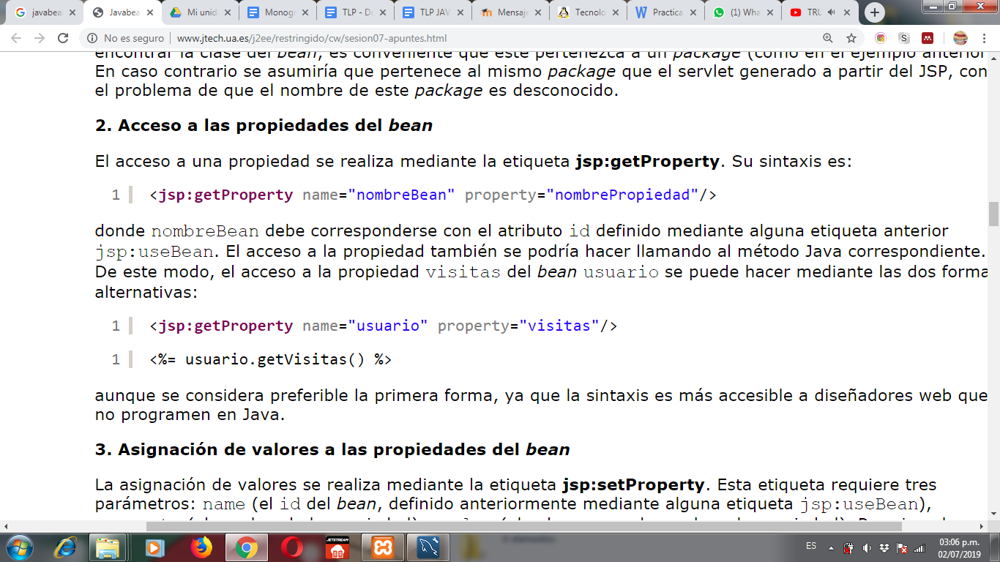 javabea
Javabea
Mi unid
Monogr
TLP - Do
TLP JAV
Mensaje
Tecnolo
Practica
(1) Wha
TRU
No es seguro | www.jtech.ua.es/j2ee/restringido/cw/sesion07-apuntes.html
encontrar la clase del bean, es conveniente que este pertenezca a un package (como en el ejemplo anterior
En caso contrario se asumiría que pertenece al mismo package que el servlet generado a partir del JSP, con
el problema de que el nombre de este package es desconocido.
2. Acceso a las propiedades del bean
El acceso a una propiedad se realiza mediante la etiqueta jsp:getProperty. Su sintaxis es:
1 <jsp:getProperty name="nombreBean" property="nombrePropiedad"/>
donde nombreBean debe corresponderse con el atributo id definido mediante alguna etiqueta anterior
jsp:useBean. El acceso a la propiedad también se podría hacer llamando al método Java correspondiente.
De este modo, el acceso a la propiedad visitas del bean usuario se puede hacer mediante las dos forma
alternativas:
1 <jsp:getProperty name="usuario" property="visitas"/>
1 <%= usuario.getVisitas() %>
aunque se considera preferible la primera forma, ya que la sintaxis es más accesible a diseñadores web que
no programen en Java.
3. Asignación de valores a las propiedades del bean
La asignación de valores se realiza mediante la etiqueta jsp:setProperty. Esta etiqueta requiere tres
parámetros: name (el id del bean, definido anteriormente mediante alguna etiqueta jsp:useBean),
JETSTREAM
ES
03:06 p.m.
02/07/2019